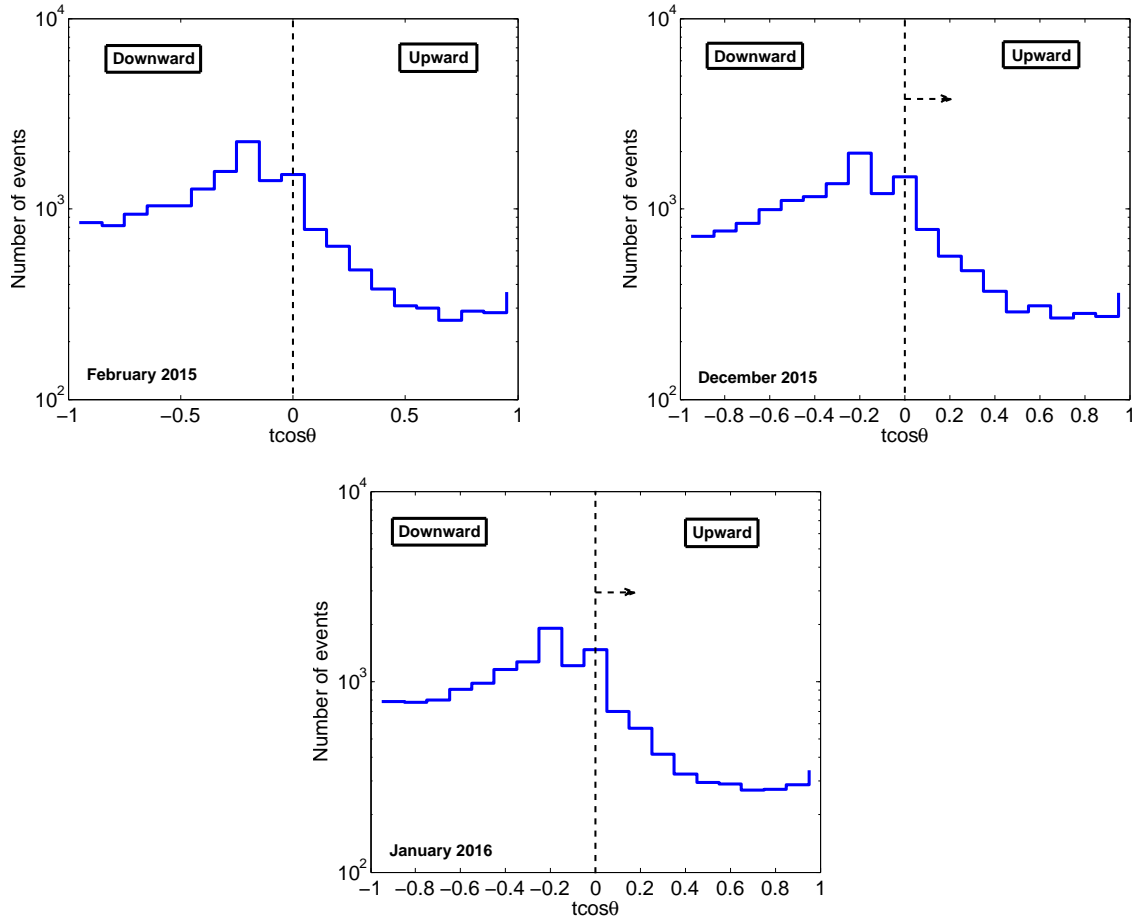 10^4
10^3
10^2
Number of events
Downward
Upward
February 2015
−1 −0.5 0 0.5 1
tcosθ
10^4
10^3
10^2
Number of events
Downward
Upward
December 2015
−1 −0.8 −0.6 −0.4 −0.2 0 0.2 0.4 0.6 0.8 1
tcosθ
10^4
10^3
10^2
Number of events
Downward
Upward
January 2016
−1 −0.8 −0.6 −0.4 −0.2 0 0.2 0.4 0.6 0.8 1
tcosθ